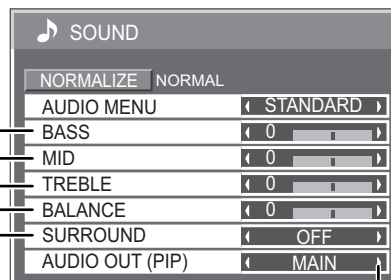 SOUND
NORMALIZE NORMAL
AUDIO MENU STANDARD
BASS 0
MID 0
TREBLE 0
BALANCE 0
SURROUND OFF
AUDIO OUT (PIP) MAIN